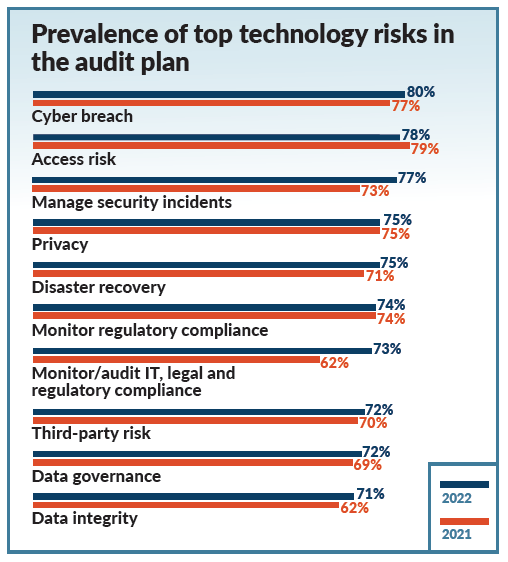 Prevalence of top technology risks in
the audit plan
80%
77%
Cyber breach
78%
79%
Access risk
77%
73%
Manage security incidents
75%
75%
Privacy
75%
71%
Disaster recovery
74%
74%
Monitor regulatory compliance
73%
62%
Monitor/audit IT, legal and
regulatory compliance
72%
70%
Third-party risk
72%
69%
Data governance
71%
62%
Data integrity
2022
2021